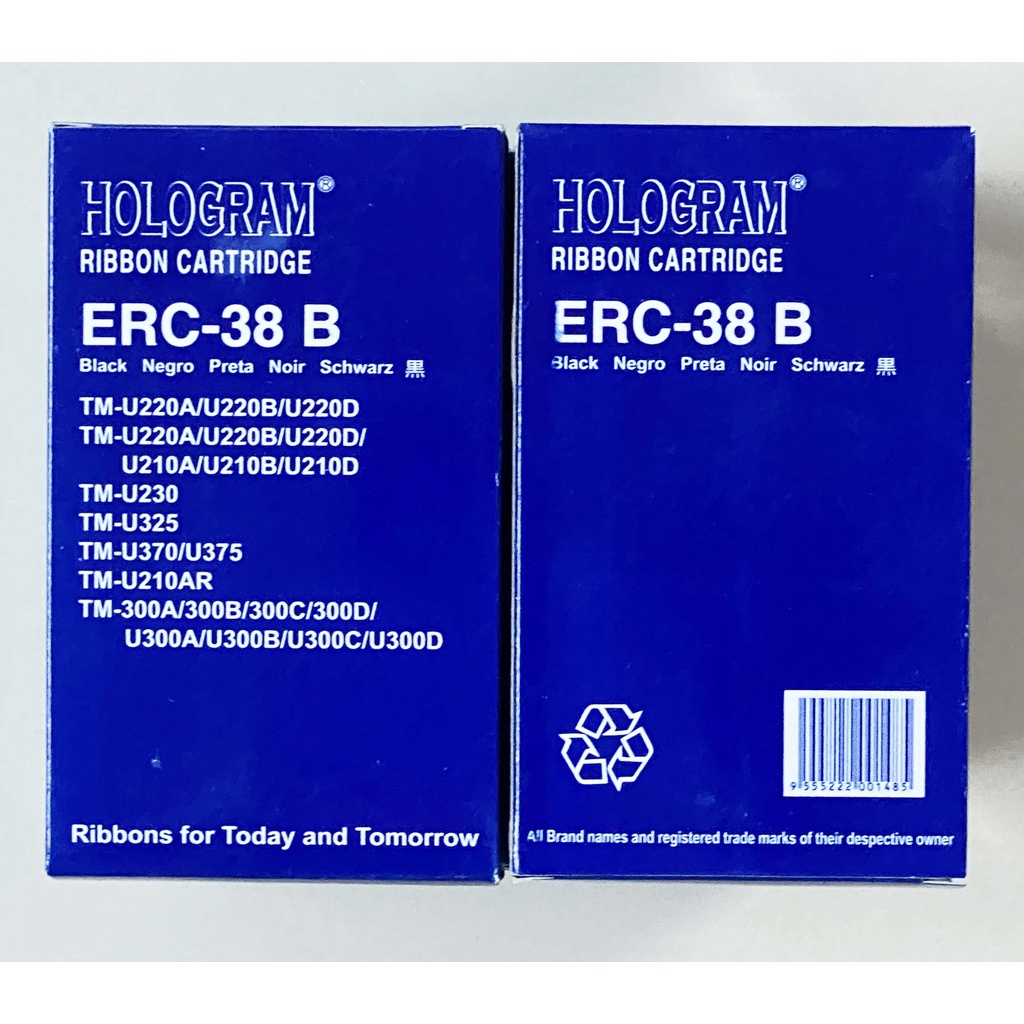 HOLOGRAM®
RIBBON CARTRIDGE
ERC-38 B
Black Negro Preta Noir Schwarz 黒
TM-U220A/U220B/U220D
TM-U220A/U220B/U220D/
U210A/U210B/U210D
TM-U230
TM-U325
TM-U370/U375
TM-U210AR
TM-300A/300B/300C/300D/
U300A/U300B/U300C/U300D
Ribbons for Today and Tomorrow
HOLOGRAM®
RIBBON CARTRIDGE
ERC-38 B
Black Negro Preta Noir Schwarz 黒
9 555222 001485
All Brand names and registered trade marks of their despective owner